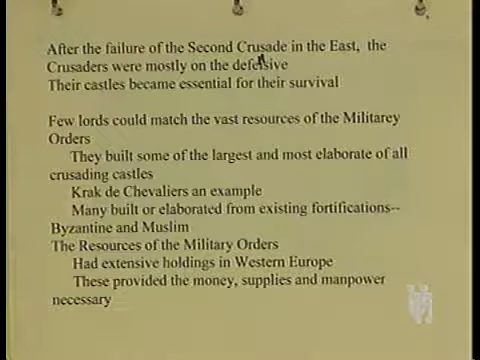 After the failure of the Second Crusade in the East, the
Crusaders were mostly on the defensive
Their castles became essential for their survival
Few lords could match the vast resources of the Militarey
Orders
They built some of the largest and most elaborate of all
crusading castles
Krak de Chevaliers an example
Many built or elaborated from existing fortifications--
Byzantine and Muslim
The Resources of the Military Orders
Had extensive holdings in Western Europe
These provided the money, supplies and manpower
necessary